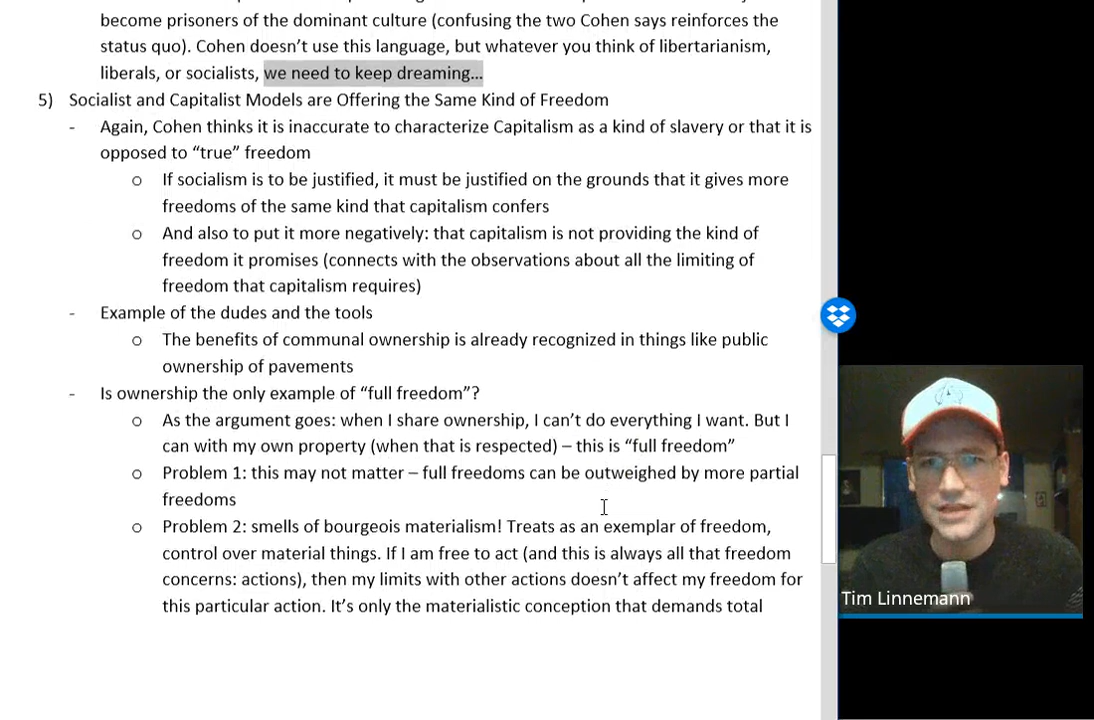 become prisoners of the dominant culture (confusing the two Cohen says reinforces the
status quo). Cohen doesn't use this language, but whatever you think of libertarianism,
liberals, or socialists, we need to keep dreaming...
5) Socialist and Capitalist Models are Offering the Same Kind of Freedom
- Again, Cohen thinks it is inaccurate to characterize Capitalism as a kind of slavery or that it is
opposed to "true" freedom
o If socialism is to be justified, it must be justified on the grounds that it gives more
freedoms of the same kind that capitalism confers
o And also to put it more negatively: that capitalism is not providing the kind of
freedom it promises (connects with the observations about all the limiting of
freedom that capitalism requires)
- Example of the dudes and the tools
o The benefits of communal ownership is already recognized in things like public
ownership of pavements
- Is ownership the only example of "full freedom"?
o As the argument goes: when I share ownership, I can't do everything I want. But I
can with my own property (when that is respected) – this is "full freedom"
o Problem 1: this may not matter – full freedoms can be outweighed by more partial
freedoms
o Problem 2: smells of bourgeois materialism! Treats as an exemplar of freedom,
control over material things. If I am free to act (and this is always all that freedom
concerns: actions), then my limits with other actions doesn't affect my freedom for
this particular action. It's only the materialistic conception that demands total
Tim Linnemann